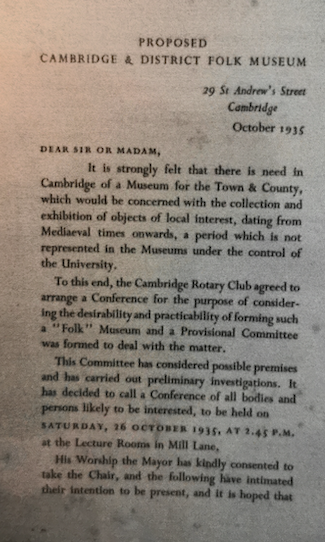 PROPOSED
CAMBRIDGE & DISTRICT FOLK MUSEUM
29 St Andrew's Street
Cambridge
October 1935
DEAR SIR OR MADAM,
It is strongly felt that there is need in
Cambridge of a Museum for the Town & County,
which would be concerned with the collection and
exhibition of objects of local interest, dating from
Mediaeval times onwards, a period which is not
represented in the Museums under the control of
the University.
To this end, the Cambridge Rotary Club agreed to
arrange a Conference for the purpose of consider-
ing the desirability and practicability of forming such
a "Folk" Museum and a Provisional Committee
was formed to deal with the matter.
This Committee has considered possible premises
and has carried out preliminary investigations. It
has decided to call a Conference of all bodies and
persons likely to be interested, to be held on
SATURDAY, 26 OCTOBER 1935, AT 2.45 P.M.
at the Lecture Rooms in Mill Lane,
His Worship the Mayor has kindly consented to
take the Chair, and the following have intimated
their intention to be present, and it is hoped that